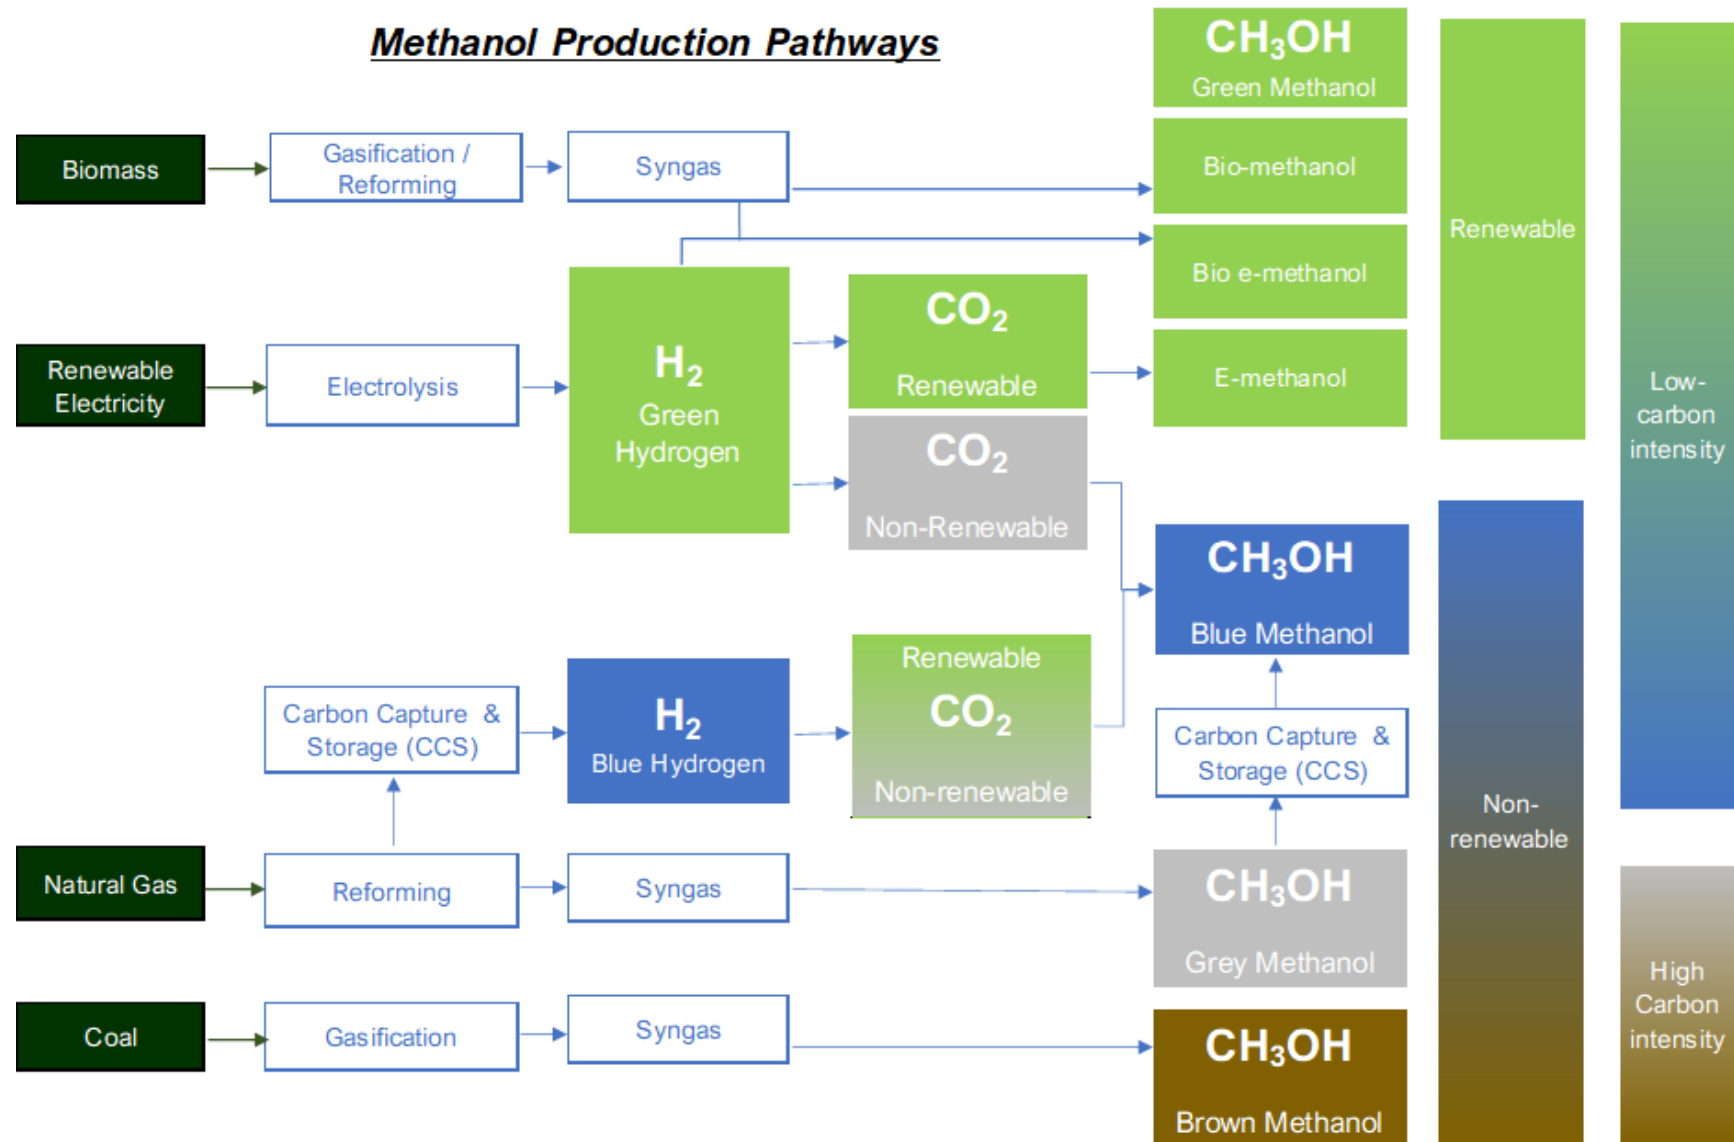 Methanol Production Pathways
CH₃OH
Green Methanol
Biomass
Gasification /
Reforming
Syngas
Bio-methanol
Bio e-methanol
Renewable
Renewable
Electricity
Electrolysis
H₂
Green
Hydrogen
CO₂
Renewable
E-methanol
CO₂
Non-Renewable
Low-
carbon
intensity
CH₃OH
Blue Methanol
Carbon Capture &
Storage (CCS)
H₂
Blue Hydrogen
Renewable
CO₂
Non-renewable
Carbon Capture &
Storage (CCS)
Non-
renewable
Natural Gas
Reforming
Syngas
CH₃OH
Grey Methanol
High
Carbon
intensity
Coal
Gasification
Syngas
CH₃OH
Brown Methanol